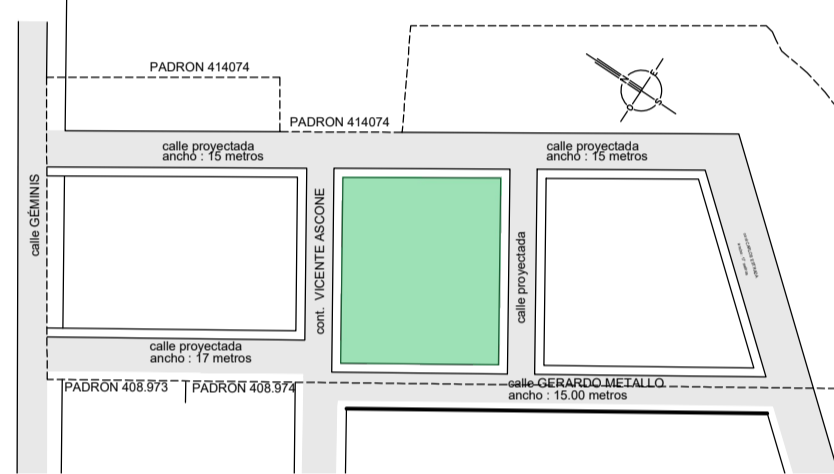 PADRON 414074
PADRON 414074
N
E
O
S
calle proyectada
ancho : 15 metros
calle proyectada
ancho : 15 metros
calle GÉMINIS
cont. VICENTE ASCONE
calle proyectada
calle proyectada
ancho : 17 metros
PADRON 408.973
PADRON 408.974
calle GERARDO METALLO
ancho : 15.00 metros